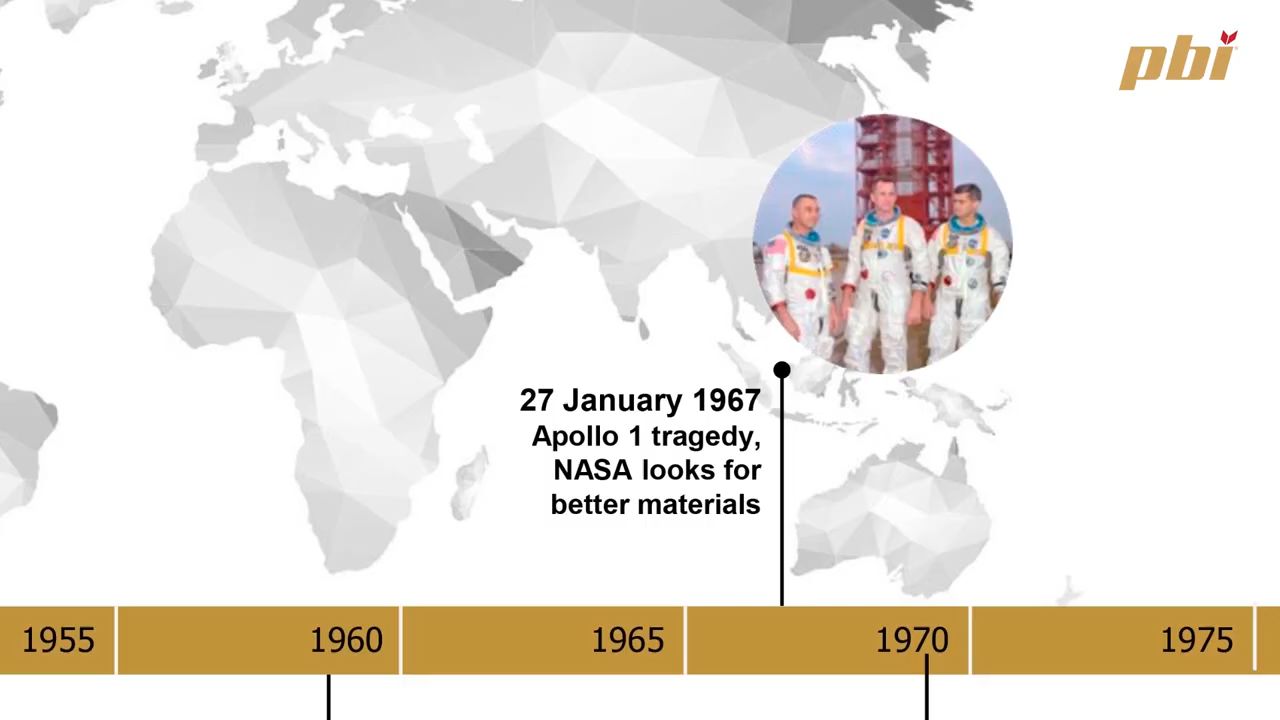 pbi
27 January 1967
Apollo 1 tragedy,
NASA looks for
better materials
1955 1960 1965 1970 1975